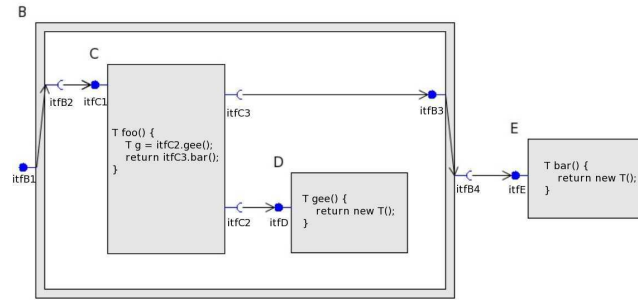 B
C
itfB2
itfC1
T foo() {
T g = itfC2.gee();
return itfC3.bar();
}
itfC3
itfB3
itfB1
D
itfC2
itfD
T gee() {
return new T();
}
E
itfB4
itfE
T bar() {
return new T();
}